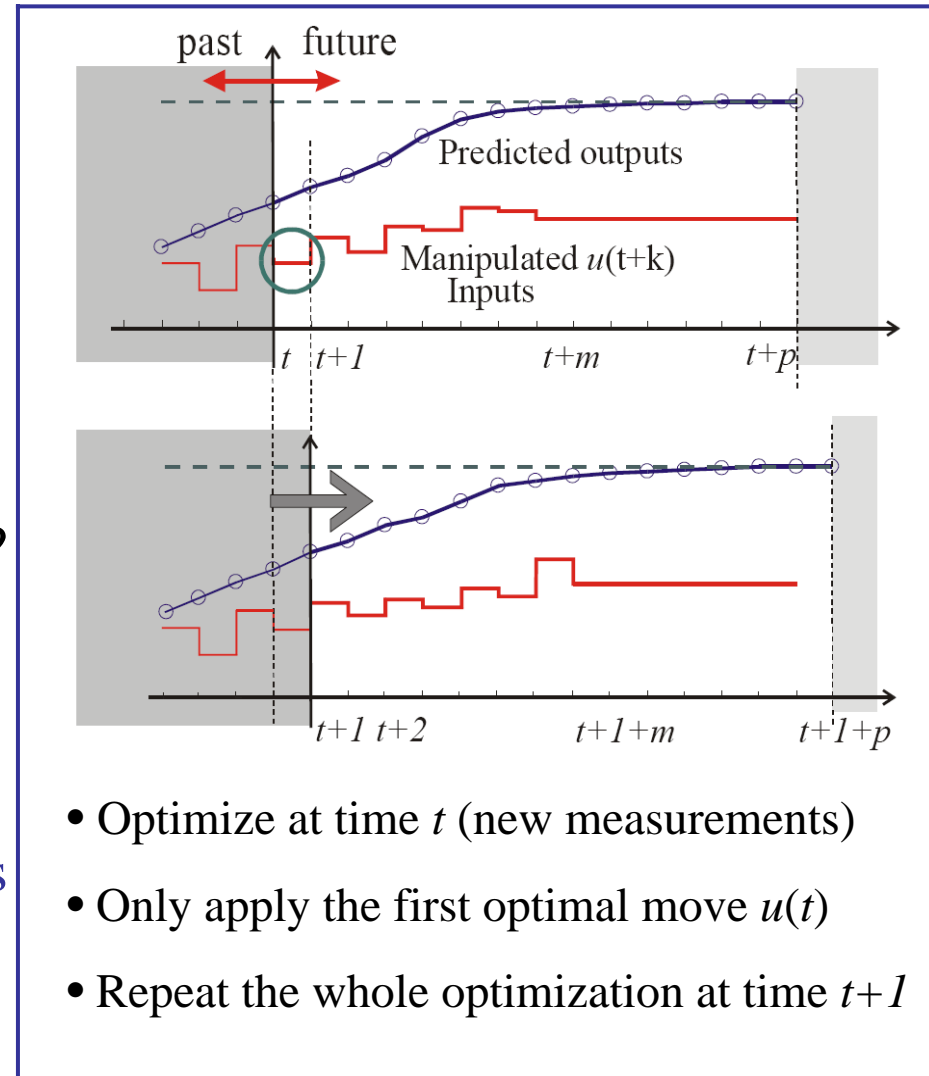 past future
Predicted outputs
Manipulated u(t+k)
Inputs
t t+1 t+m t+p
t+1 t+2 t+1+m t+1+p
• Optimize at time t (new measurements)
s
• Only apply the first optimal move u(t)
• Repeat the whole optimization at time t+1